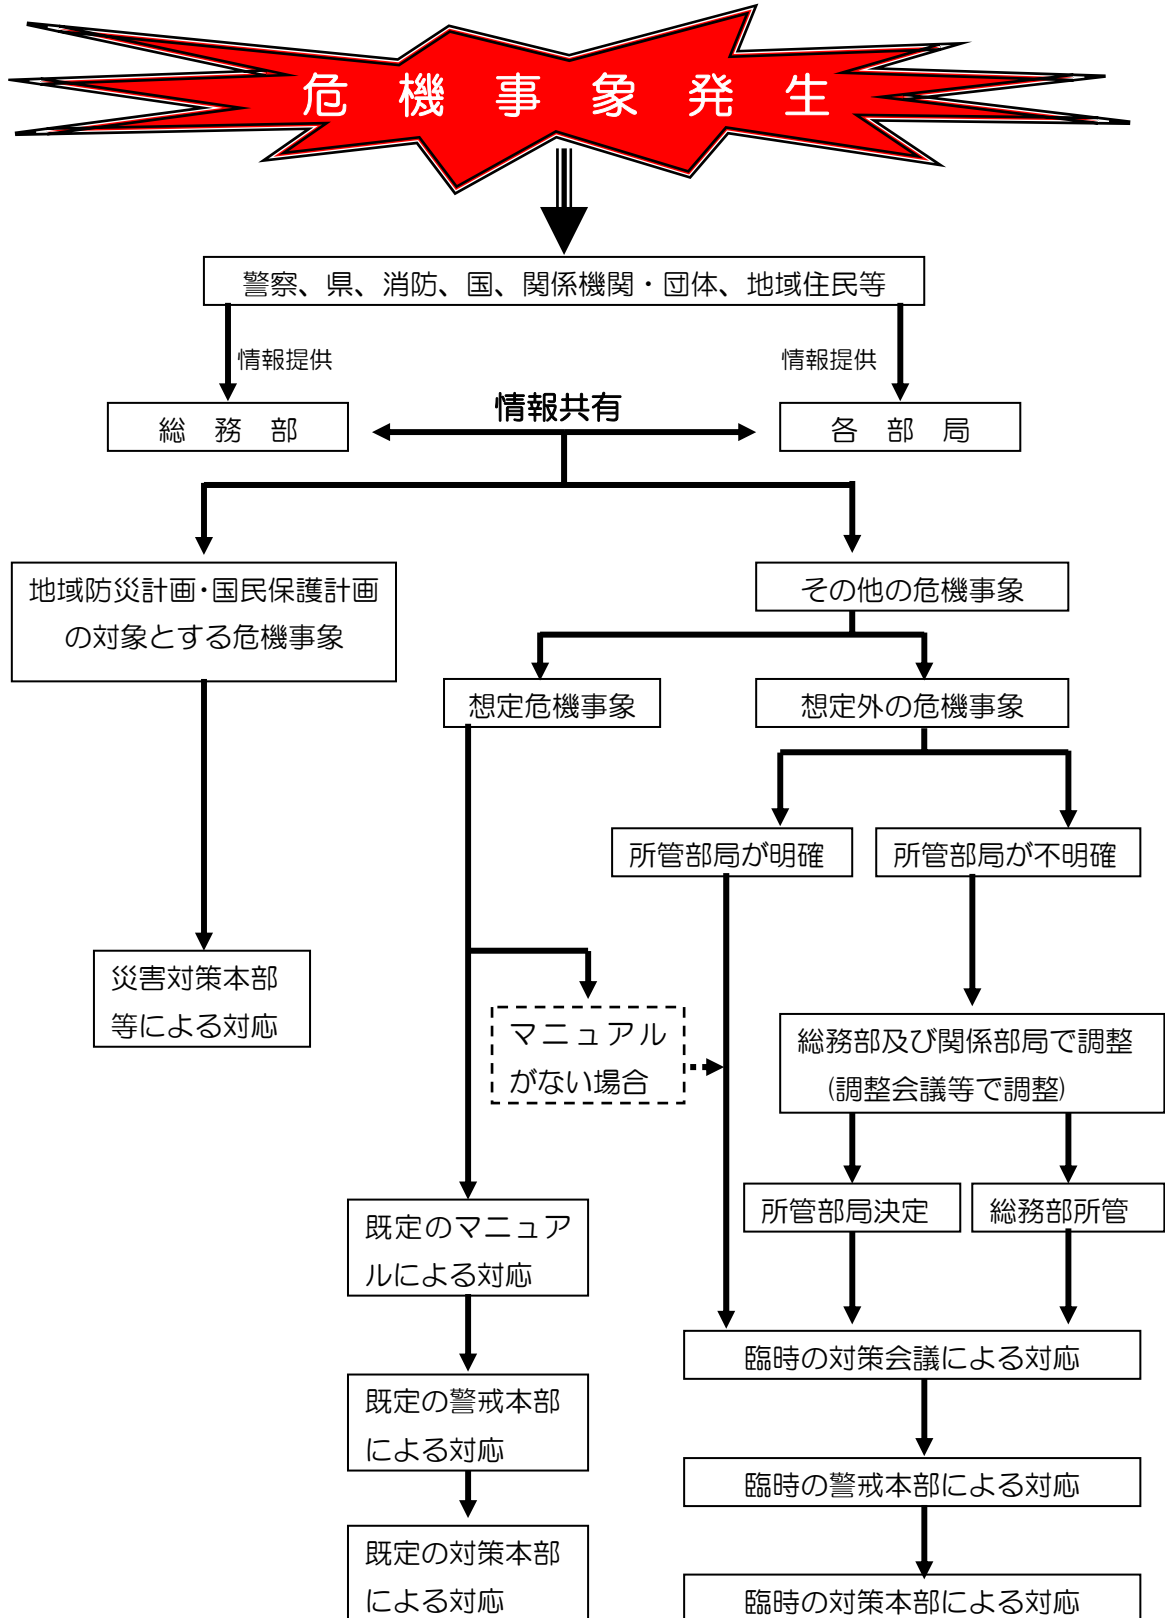 危機事象発生
警察、県、消防、国、関係機関・団体、地域住民等
情報提供
情報提供
総務部
情報共有
各部局
地域防災計画・国民保護計画
の対象とする危機事象
その他の危機事象
想定危機事象
想定外の危機事象
所管部局が明確
所管部局が不明確
災害対策本部
等による対応
マニュアル
がない場合
総務部及び関係部局で調整
(調整会議等で調整)
所管部局決定
総務部所管
既定のマニュア
ルによる対応
臨時の対策会議による対応
既定の警戒本部
による対応
臨時の警戒本部による対応
既定の対策本部
による対応
臨時の対策本部による対応